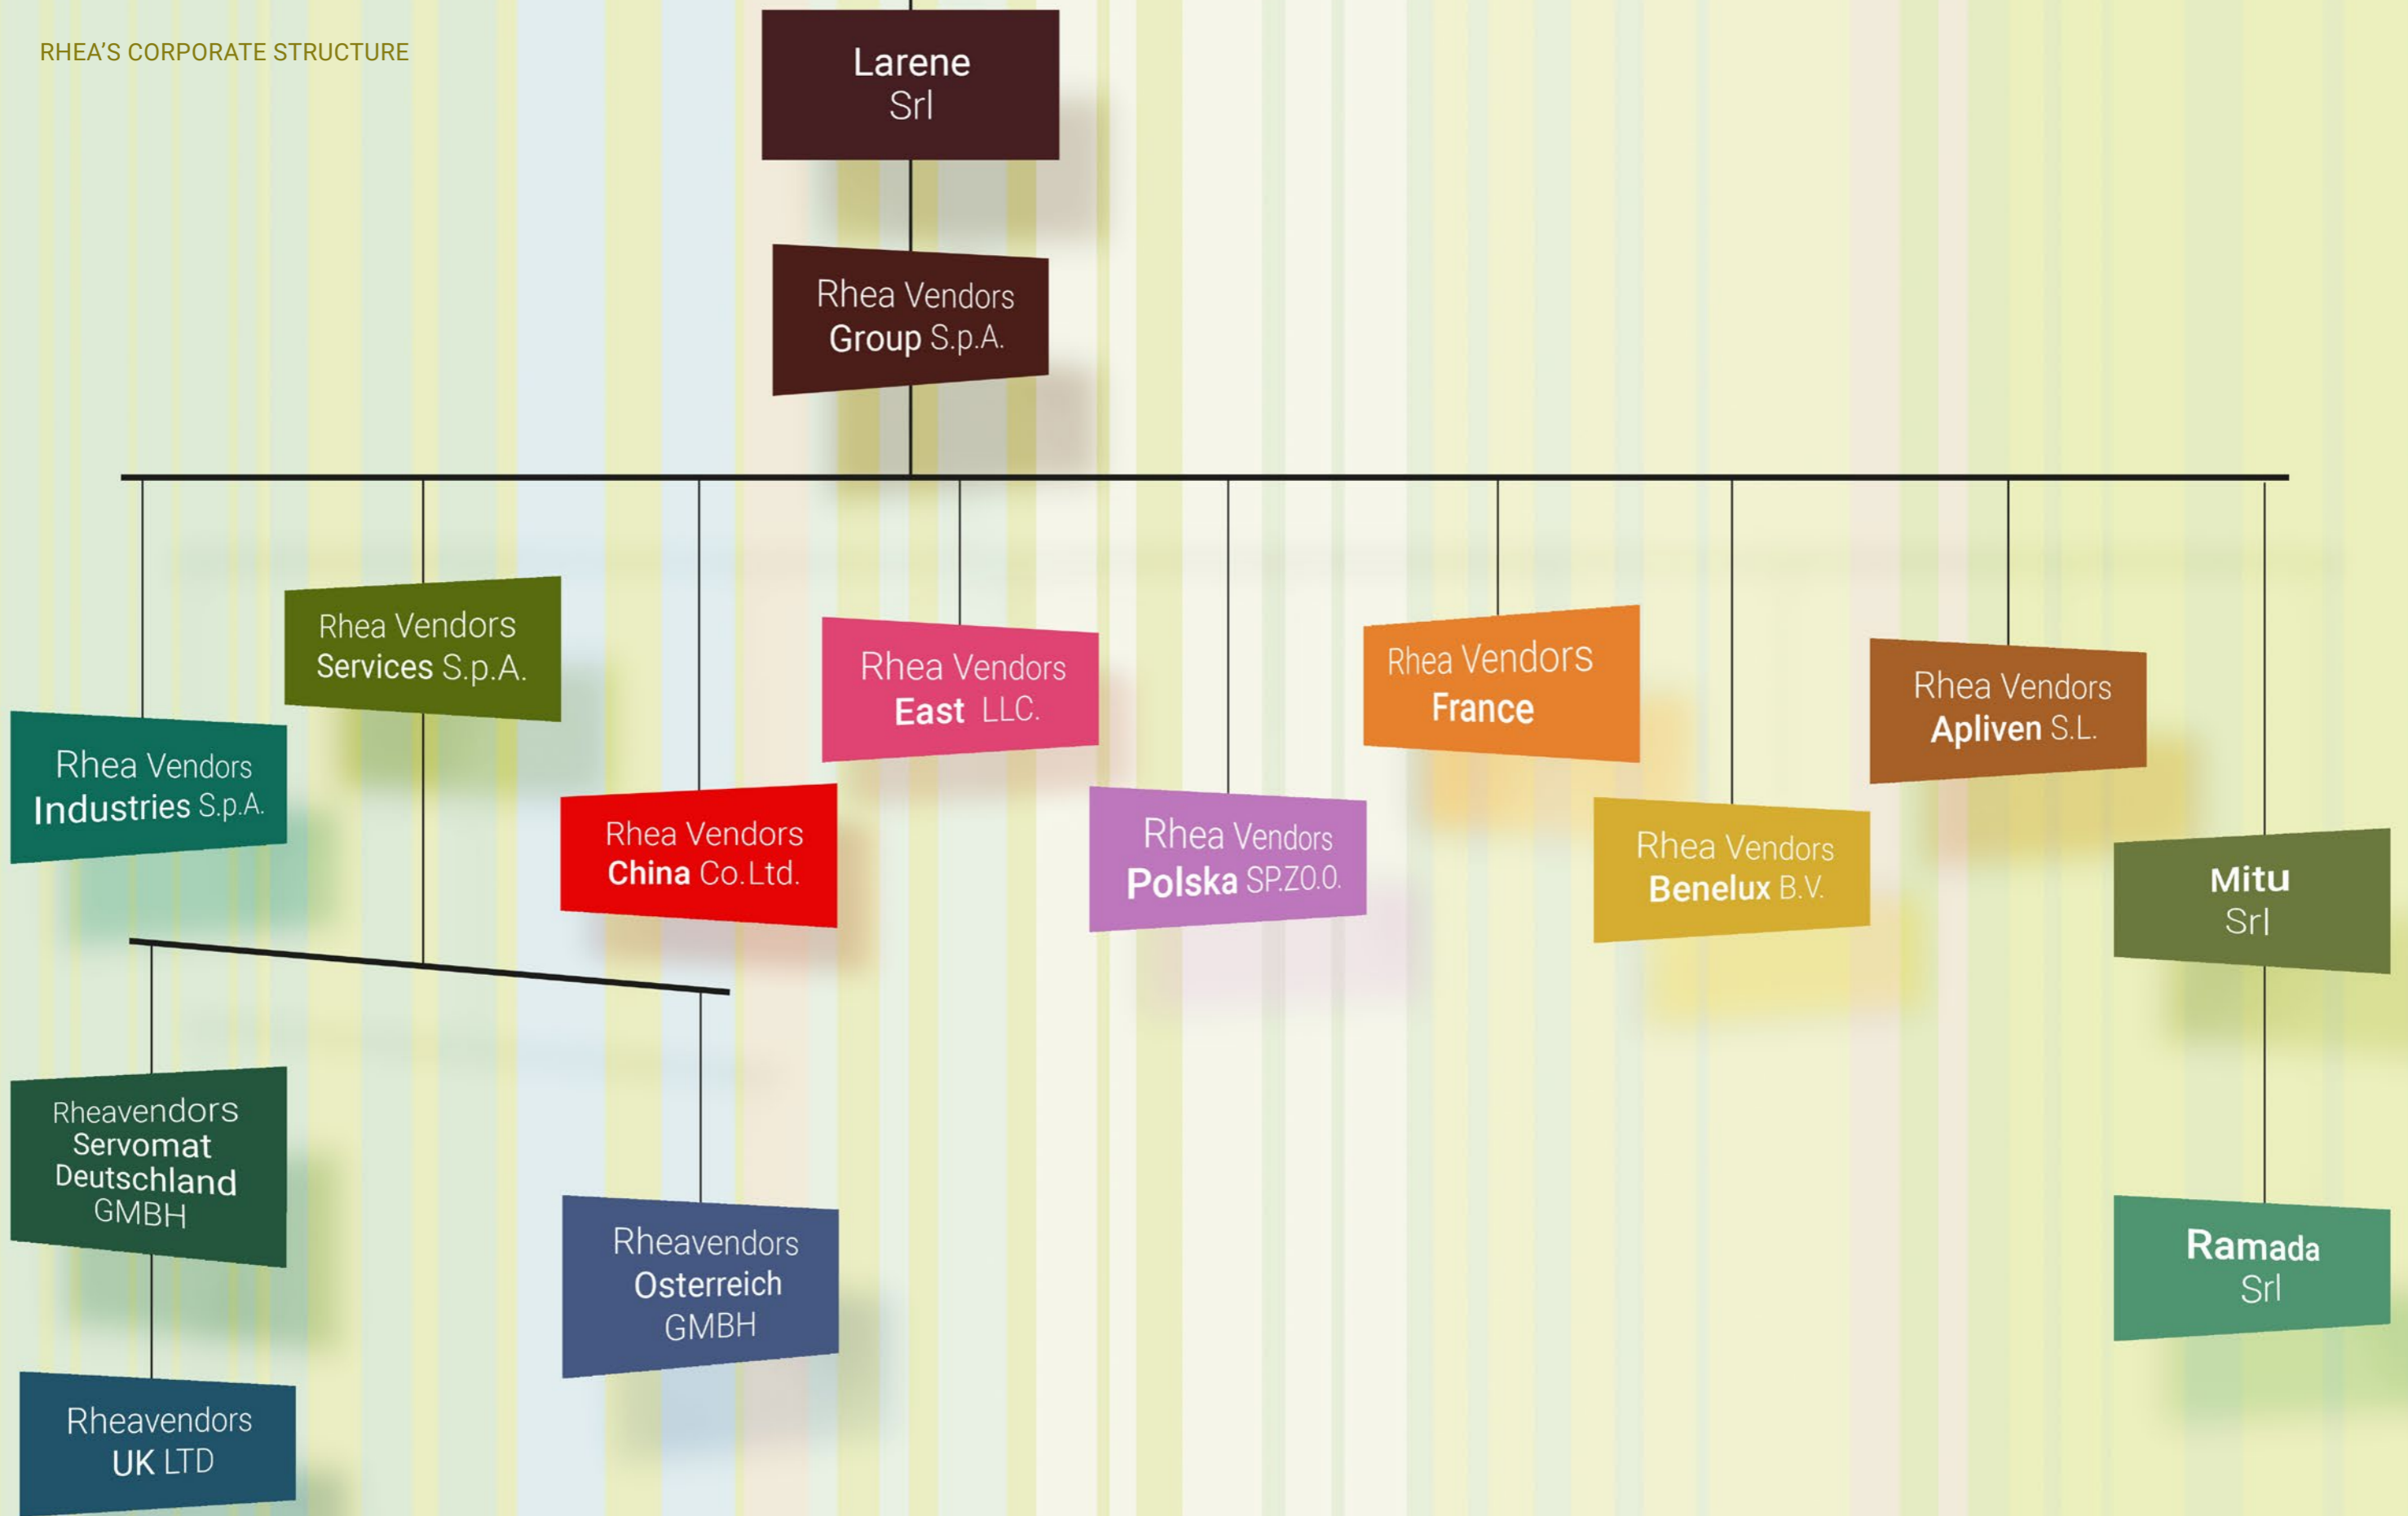 RHEA'S CORPORATE STRUCTURE
Larene
Srl
Rhea Vendors
Group S.p.A.
Rhea Vendors
Industries S.p.A.
Rhea Vendors
Services S.p.A.
Rhea Vendors
China Co.Ltd.
Rhea Vendors
East LLC.
Rhea Vendors
Polska SP.ZO.O.
Rhea Vendors
France
Rhea Vendors
Benelux B.V.
Rhea Vendors
Apliven S.L.
Mitu
Srl
Rheavendors
Servomat
Deutschland
GMBH
Rheavendors
Osterreich
GMBH
Ramada
Srl
Rheavendors
UK LTD